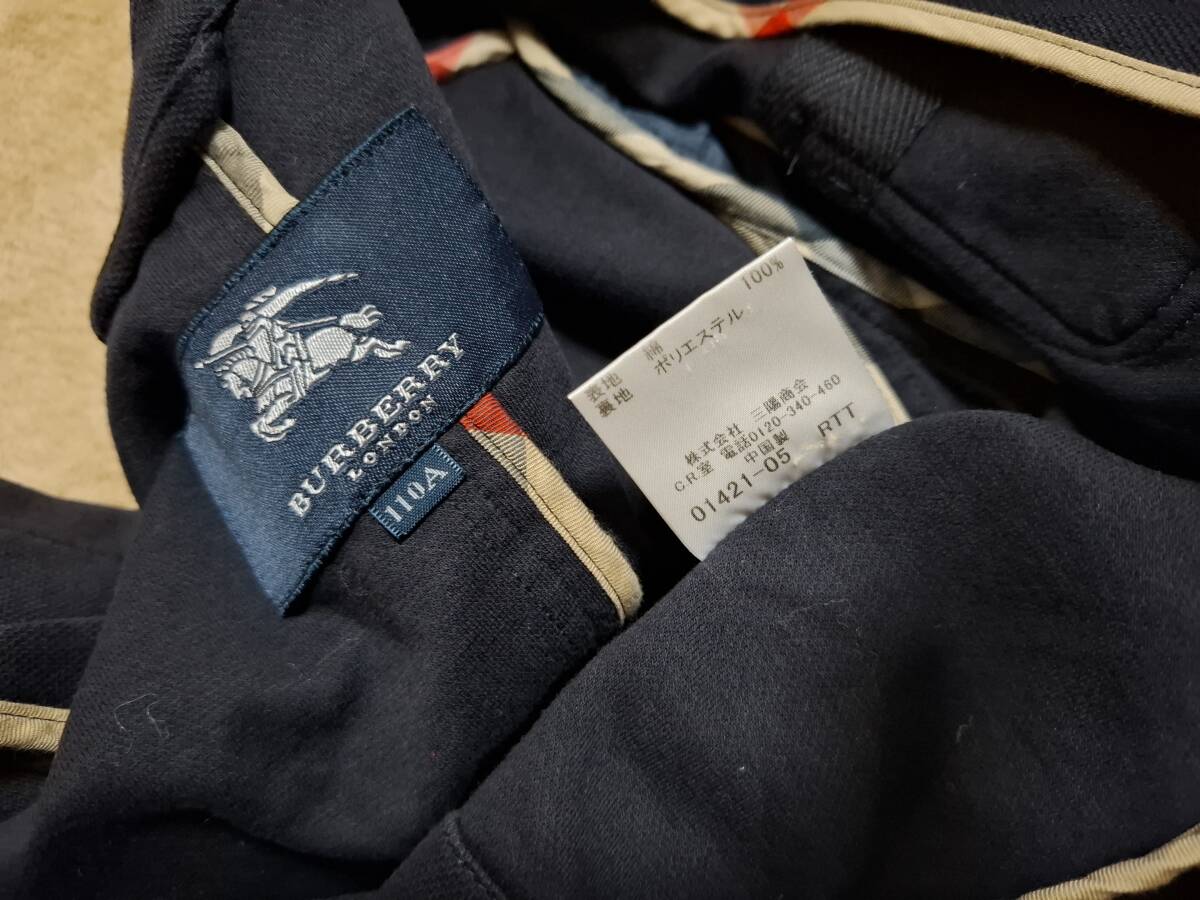 BURBERRY
LONDON
110A
表地 綿 100%
裏地 ポリエステル
株式会社 三陽商会
C.R室 電話0120-340-460
中国製
01421-05 RTT